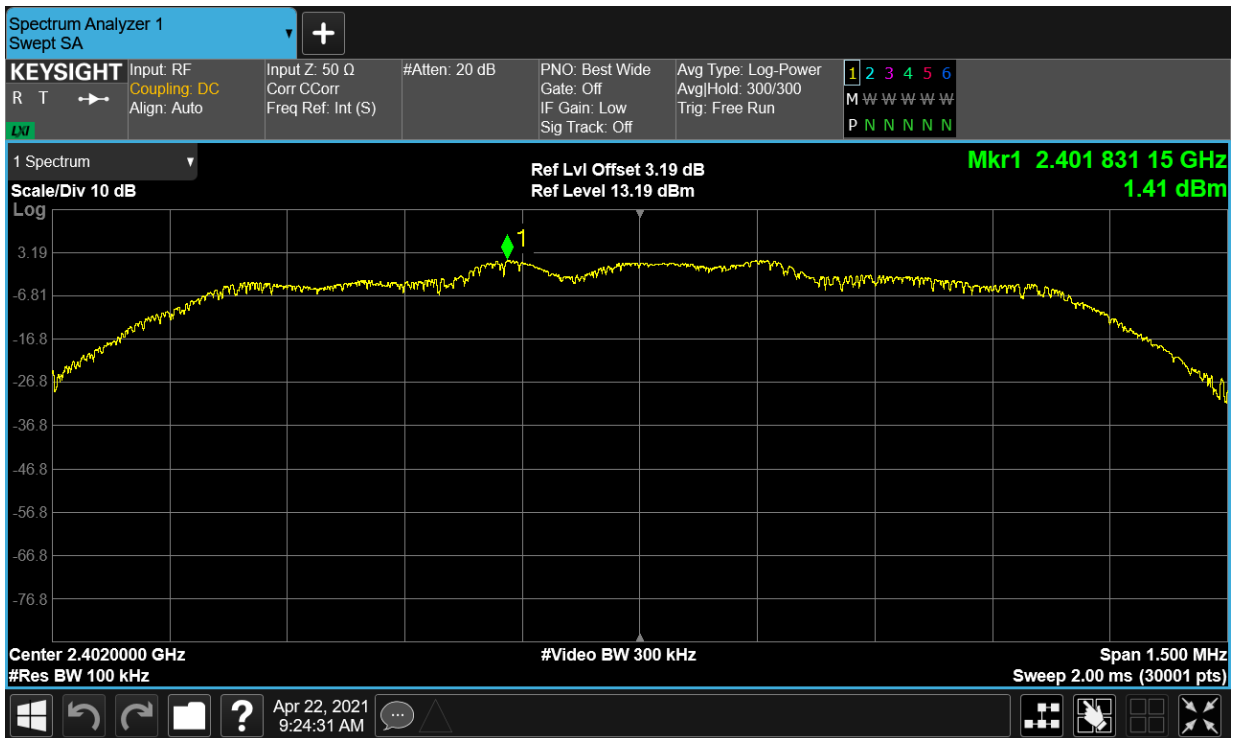 Spectrum Analyzer 1
Swept SA
+
KEYSIGHT Input: RF Input Z: 50 Ω #Atten: 20 dB PNO: Best Wide Avg Type: Log-Power 1 2 3 4 5 6
R T Coupling: DC Corr CCorr Gate: Off Avg|Hold: 300/300 M W W W W W
Align: Auto Freq Ref: Int (S) IF Gain: Low Trig: Free Run
LXI Sig Track: Off P N N N N N
1 Spectrum Ref Lvl Offset 3.19 dB Mkr1 2.401 831 15 GHz
Scale/Div 10 dB Ref Level 13.19 dBm 1.41 dBm
Log
1
3.19
-6.81
-16.8
-26.8
-36.8
-46.8
-56.8
-66.8
-76.8
Center 2.4020000 GHz #Video BW 300 kHz Span 1.500 MHz
#Res BW 100 kHz Sweep 2.00 ms (30001 pts)
? Apr 22, 2021
9:24:31 AM